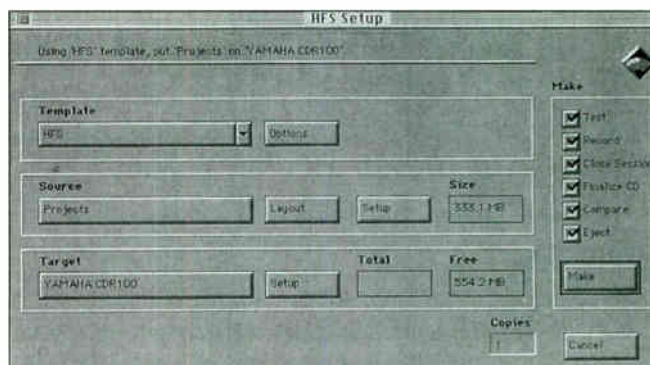 HFS Setup
Using 'HFS' template, put 'Projects' on 'YAMAHA CDR100'
Make
Template
HFS
Options
Test
Record
Close Session
Finalize CD
Compare
Eject
Source
Size
Projects
Layout
Setup
333.1 MB
Target
Total
Free
YAMAHA CDR100
Setup
554.2 MB
Make
Copies
1
Cancel